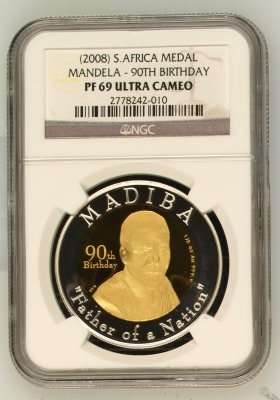 (2008) S.AFRICA MEDAL
MANDELA - 90TH BIRTHDAY
PF 69 ULTRA CAMEO
2778242-010
NGC
MADIBA
90th
Birthday
"Father of a Nation"